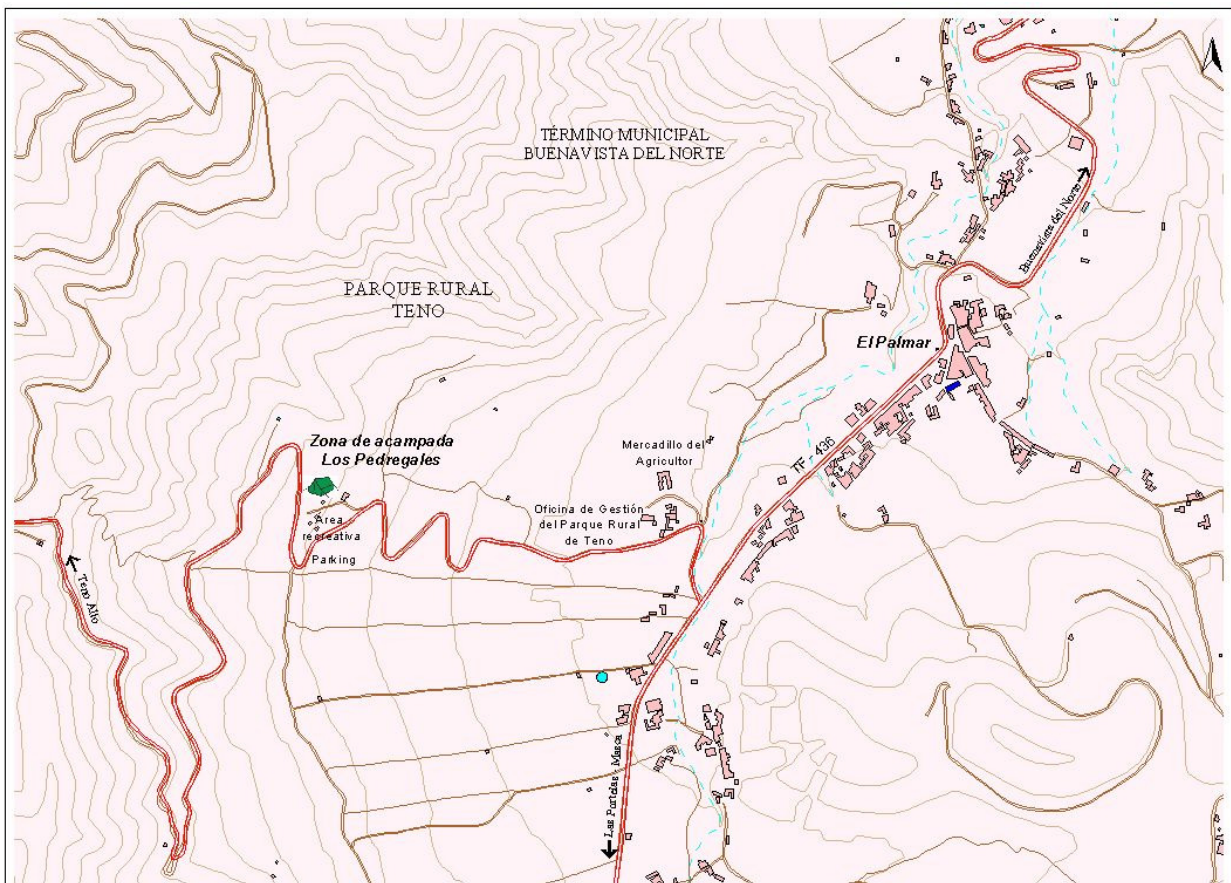 TÉRMINO MUNICIPAL
BUENAVISTA DEL NORTE
Buenavista del Norte
PARQUE RURAL
TENO
El Palmar
Zona de acampada
Los Pedregales
Mercadillo del
Agricultor
TF - 436
Oficina de Gestión
del Parque Rural
de Teno
Area
recreativa
Parking
Teno Alto
Las Portelas - Masca